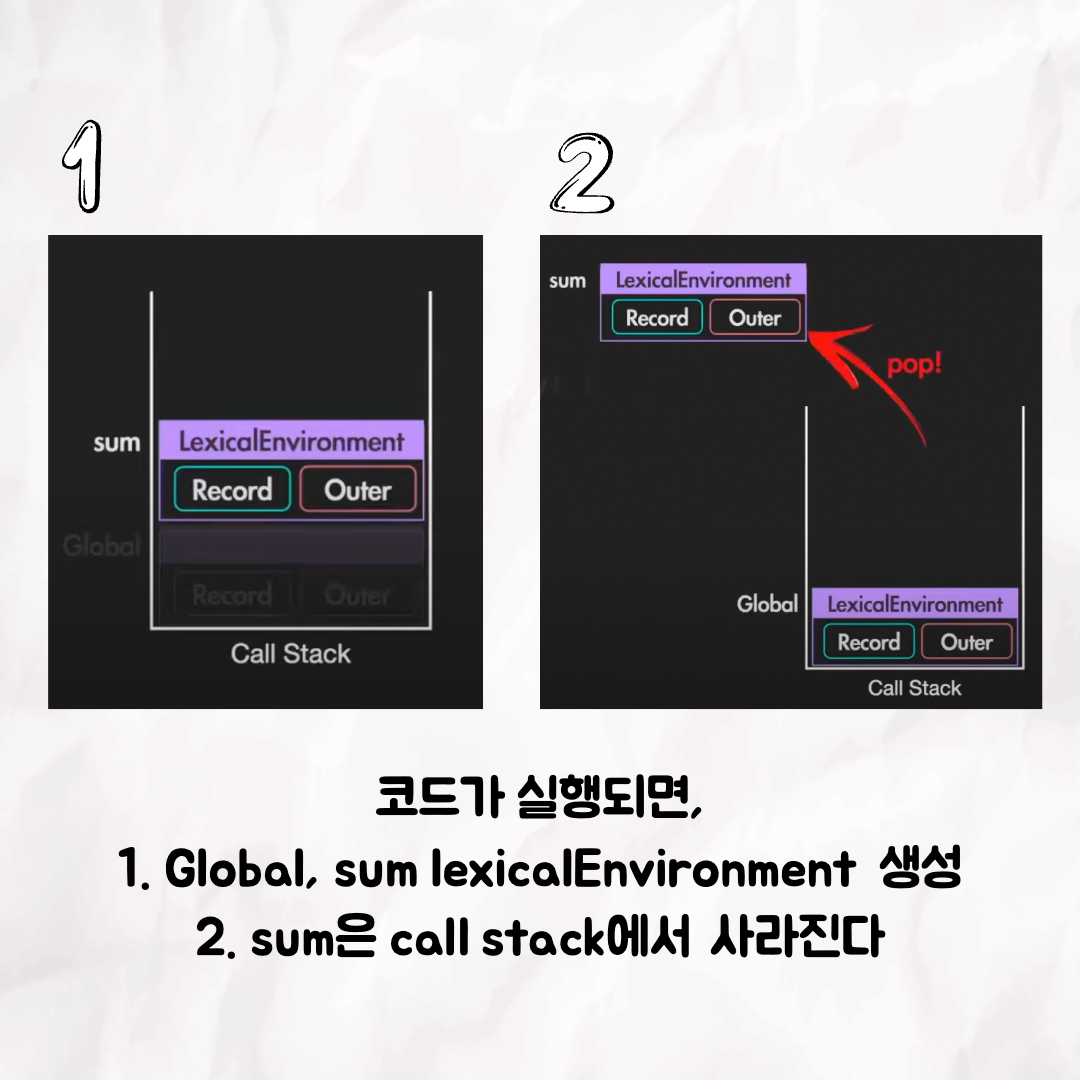 1
sum
LexicalEnvironment
Record Outer
Global
Record Outer
Call Stack
2
sum
LexicalEnvironment
Record Outer
pop!
Global
LexicalEnvironment
Record Outer
Call Stack
코드가 실행되면,
1. Global, sum lexicalEnvironment 생성
2. sum은 call stack에서 사라진다